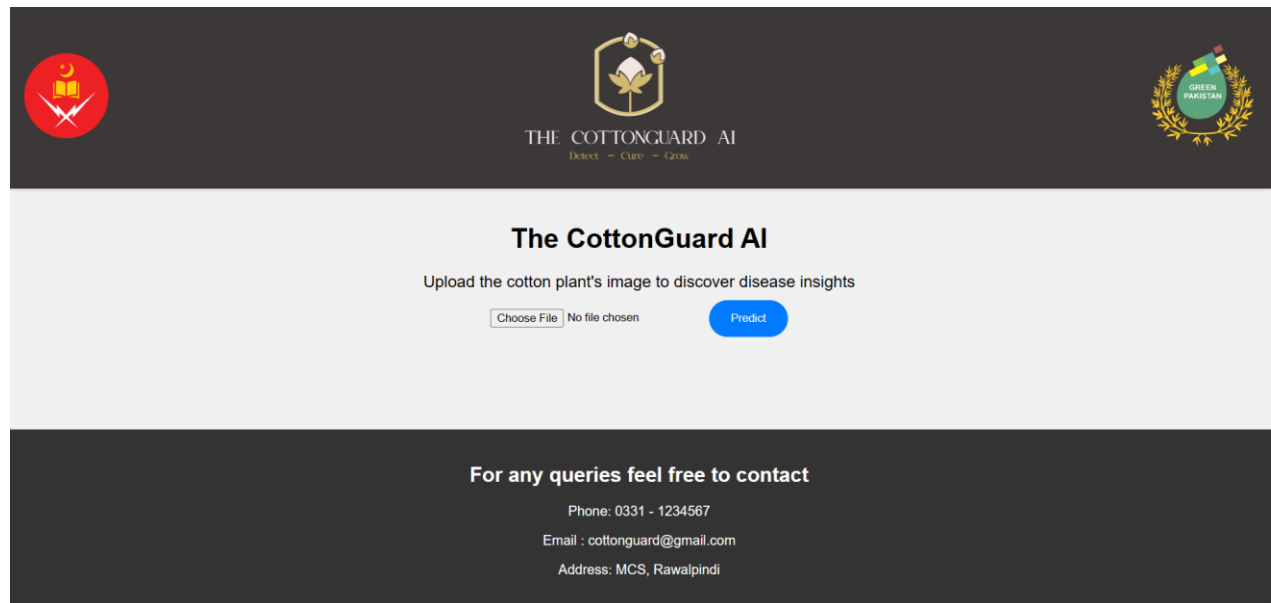 THE COTTONGUARD AI
Detect - Cure - Grow
GREEN
PAKISTAN
The CottonGuard AI
Upload the cotton plant's image to discover disease insights
Choose File No file chosen
Predict
For any queries feel free to contact
Phone: 0331 - 1234567
Email : cottonguard@gmail.com
Address: MCS, Rawalpindi